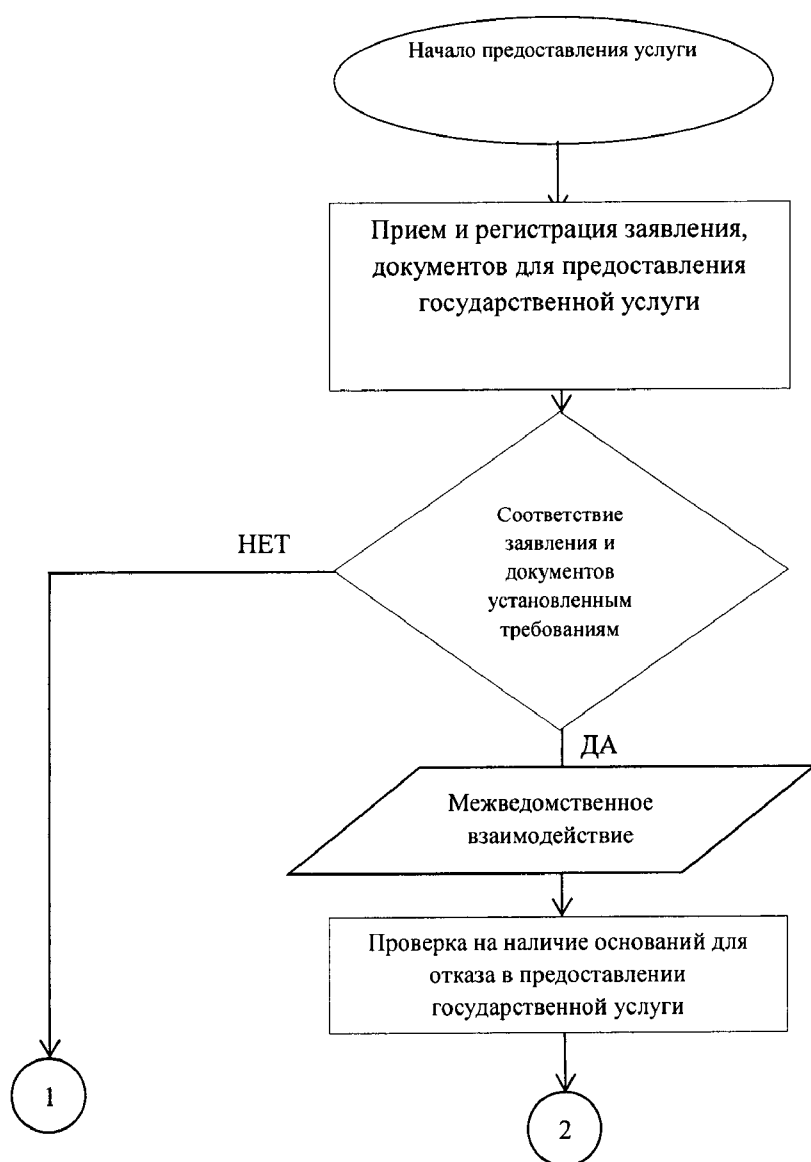 Начало предоставления услуги
Прием и регистрация заявления,
документов для предоставления
государственной услуги
Соответствие
заявления и
документов
установленным
требованиям
НЕТ
ДА
Межведомственное
взаимодействие
Проверка на наличие оснований для
отказа в предоставлении
государственной услуги
1
2